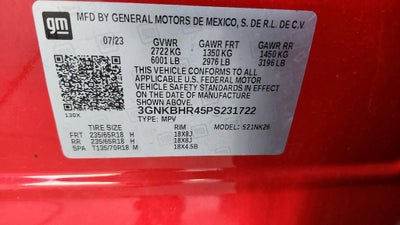 gm
MFD BY GENERAL MOTORS DE MEXICO, S. DE R.L. DE C.V.
07/23 GVWR GAWR FRT GAWR RR
2722 KG 1350 KG 1450 KG
6001 LB 2976 LB 3196 LB
THIS VEHICLE CONFORMS TO ALL
APPLICABLE U.S. FEDERAL MOTOR
VEHICLE SAFETY STANDARDS
IN EFFECT ON THE DATE OF
MANUFACTURE SHOWN ABOVE.
3GNKBHR45PS231722
130X TYPE: MPV MODEL: 521NK26
TIRE RIM
FRT 235/65R18 H 18X8J
RR 235/65R18 H 18X8J
SPA T135/70R18 M 18X4.5B